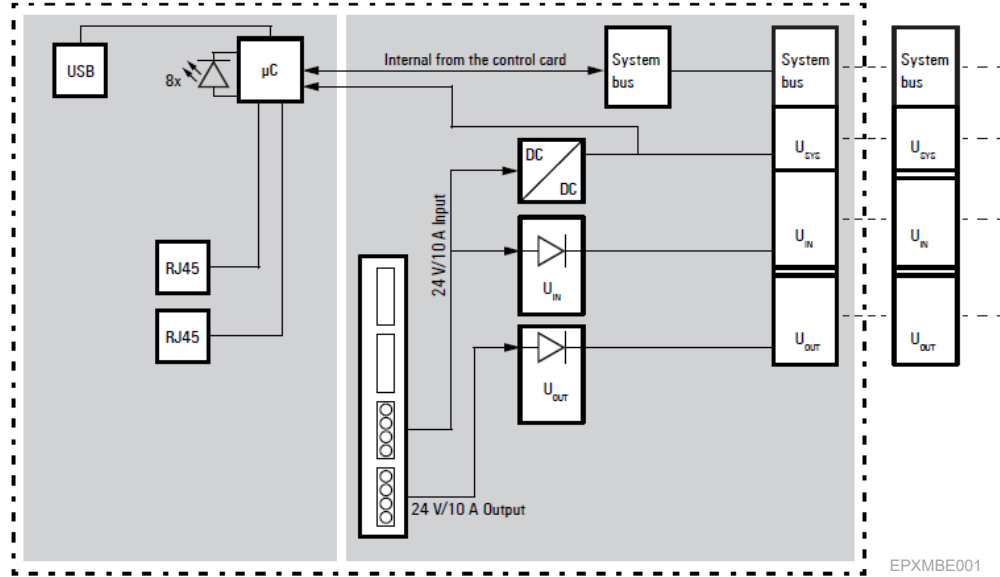 USB
8x
µC
Internal from the control card
System
bus
System
bus
System
bus
DC
DC
U
SYS
U
SYS
24 V/10 A Input
RJ45
U
IN
U
IN
U
IN
RJ45
U
OUT
U
OUT
U
OUT
24 V/10 A Output
EPXMBE001